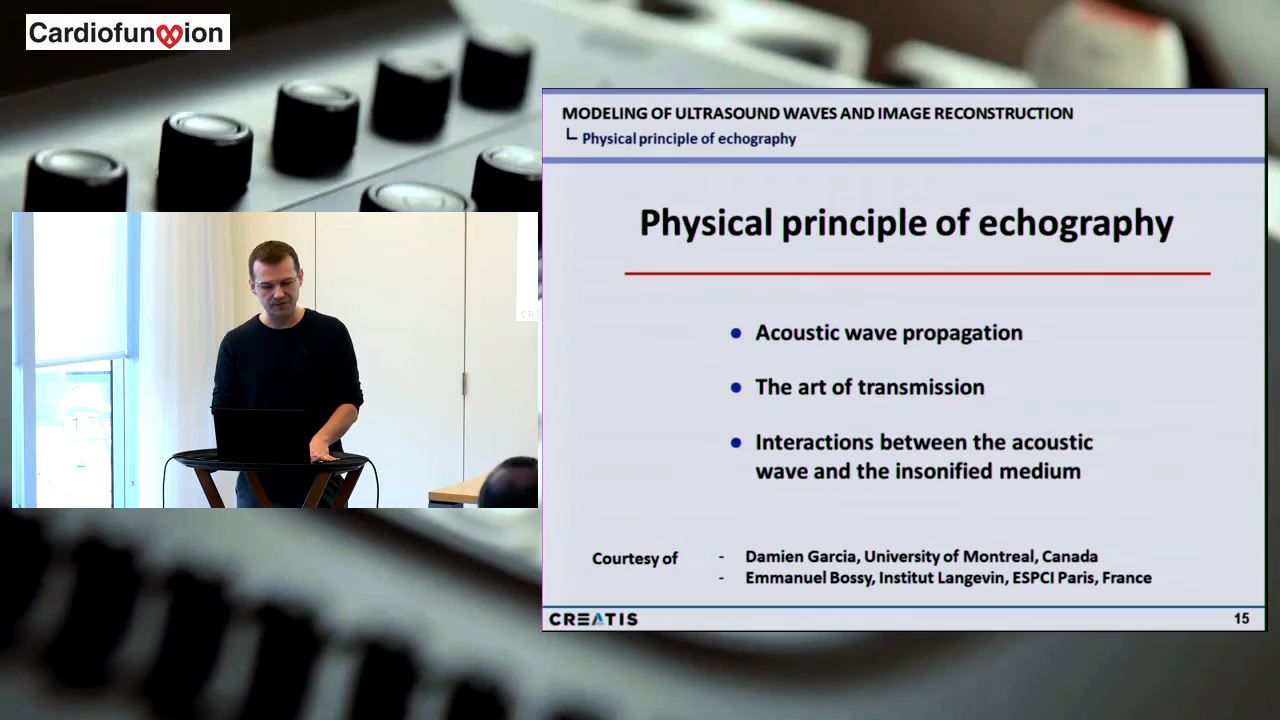 Cardiofunxion
MODELING OF ULTRASOUND WAVES AND IMAGE RECONSTRUCTION
Physical principle of echography
Physical principle of echography
• Acoustic wave propagation
• The art of transmission
• Interactions between the acoustic
wave and the insonified medium
Courtesy of - Damien Garcia, University of Montreal, Canada
- Emmanuel Bossy, Institut Langevin, ESPCI Paris, France
CREATIS
15